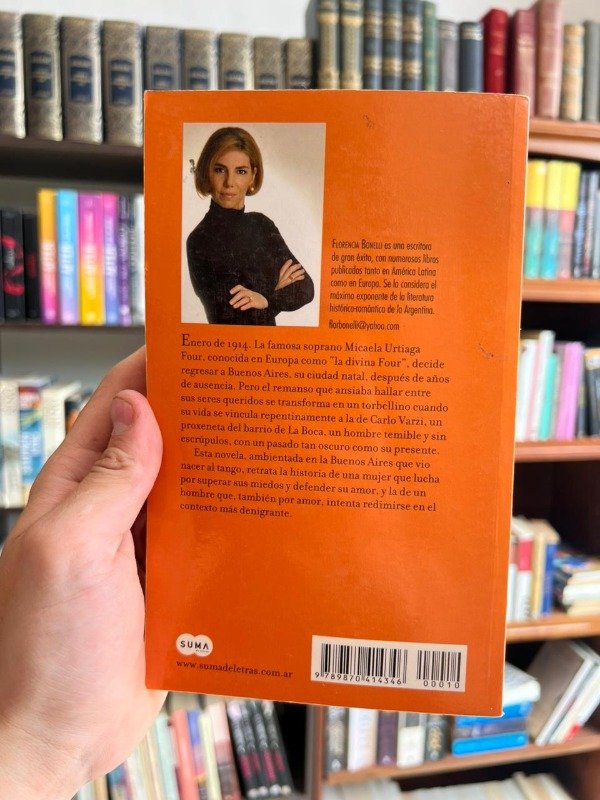 FLORENCIA BONELLI es una escritora
de gran éxito, con numerosos libros
publicados tanto en América Latina
como en Europa. Se la considera el
máximo exponente de la literatura
histórico-romántica de la Argentina.
florbonelli@yahoo.com
Enero de 1914. La famosa soprano Micaela Urtiaga
Four, conocida en Europa como "la divina Four", decide
regresar a Buenos Aires, su ciudad natal, después de años
de ausencia. Pero el remanso que ansiaba hallar entre
sus seres queridos se transforma en un torbellino cuando
su vida se vincula repentinamente a la de Carlo Varzi, un
proxeneta del barrio de La Boca, un hombre temible y sin
escrúpulos, con un pasado tan oscuro como su presente.
Esta novela, ambientada en la Buenos Aires que vio
nacer al tango, retrata la historia de una mujer que lucha
por superar sus miedos y defender su amor, y la de un
hombre que, también por amor, intenta redimirse en el
contexto más denigrante.
SUMA
www.sumadeletras.com.ar
9 789870 414346 00010